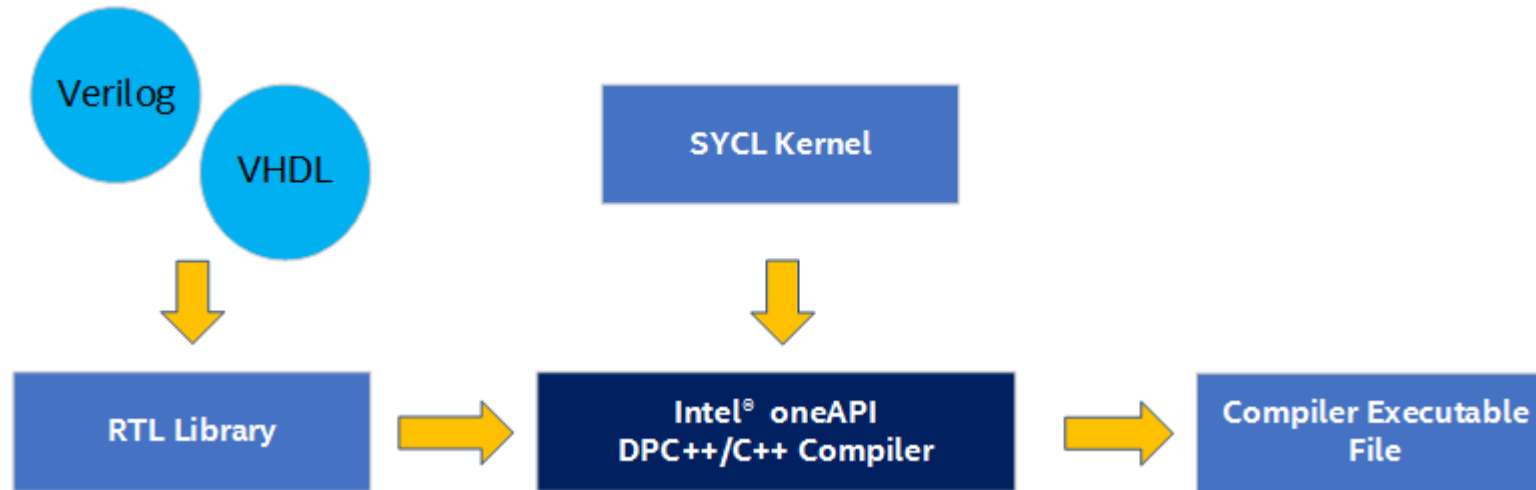 Verilog
VHDL
SYCL Kernel
RTL Library
Intel® oneAPI
DPC++/C++ Compiler
Compiler Executable
File